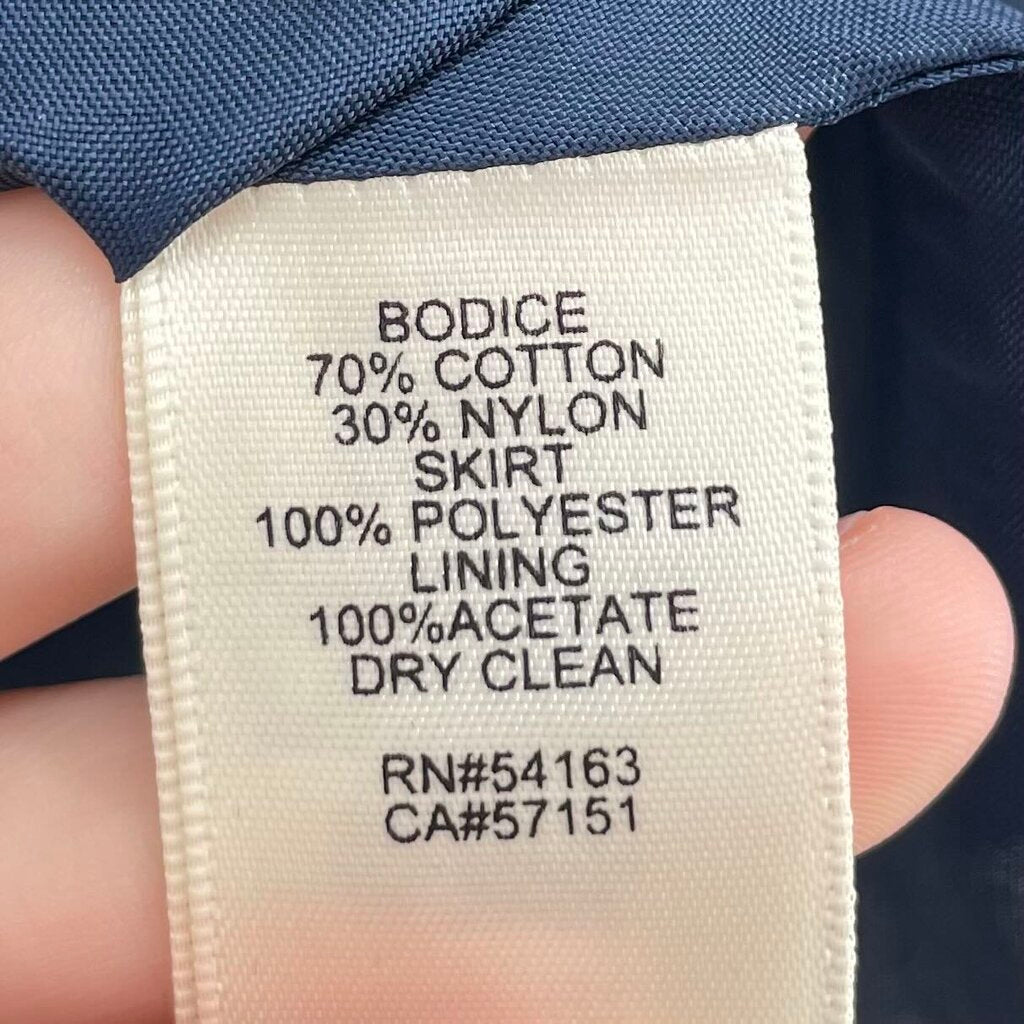 BODICE
70% COTTON
30% NYLON
SKIRT
100% POLYESTER
LINING
100%ACETATE
DRY CLEAN
RN#54163
CA#57151